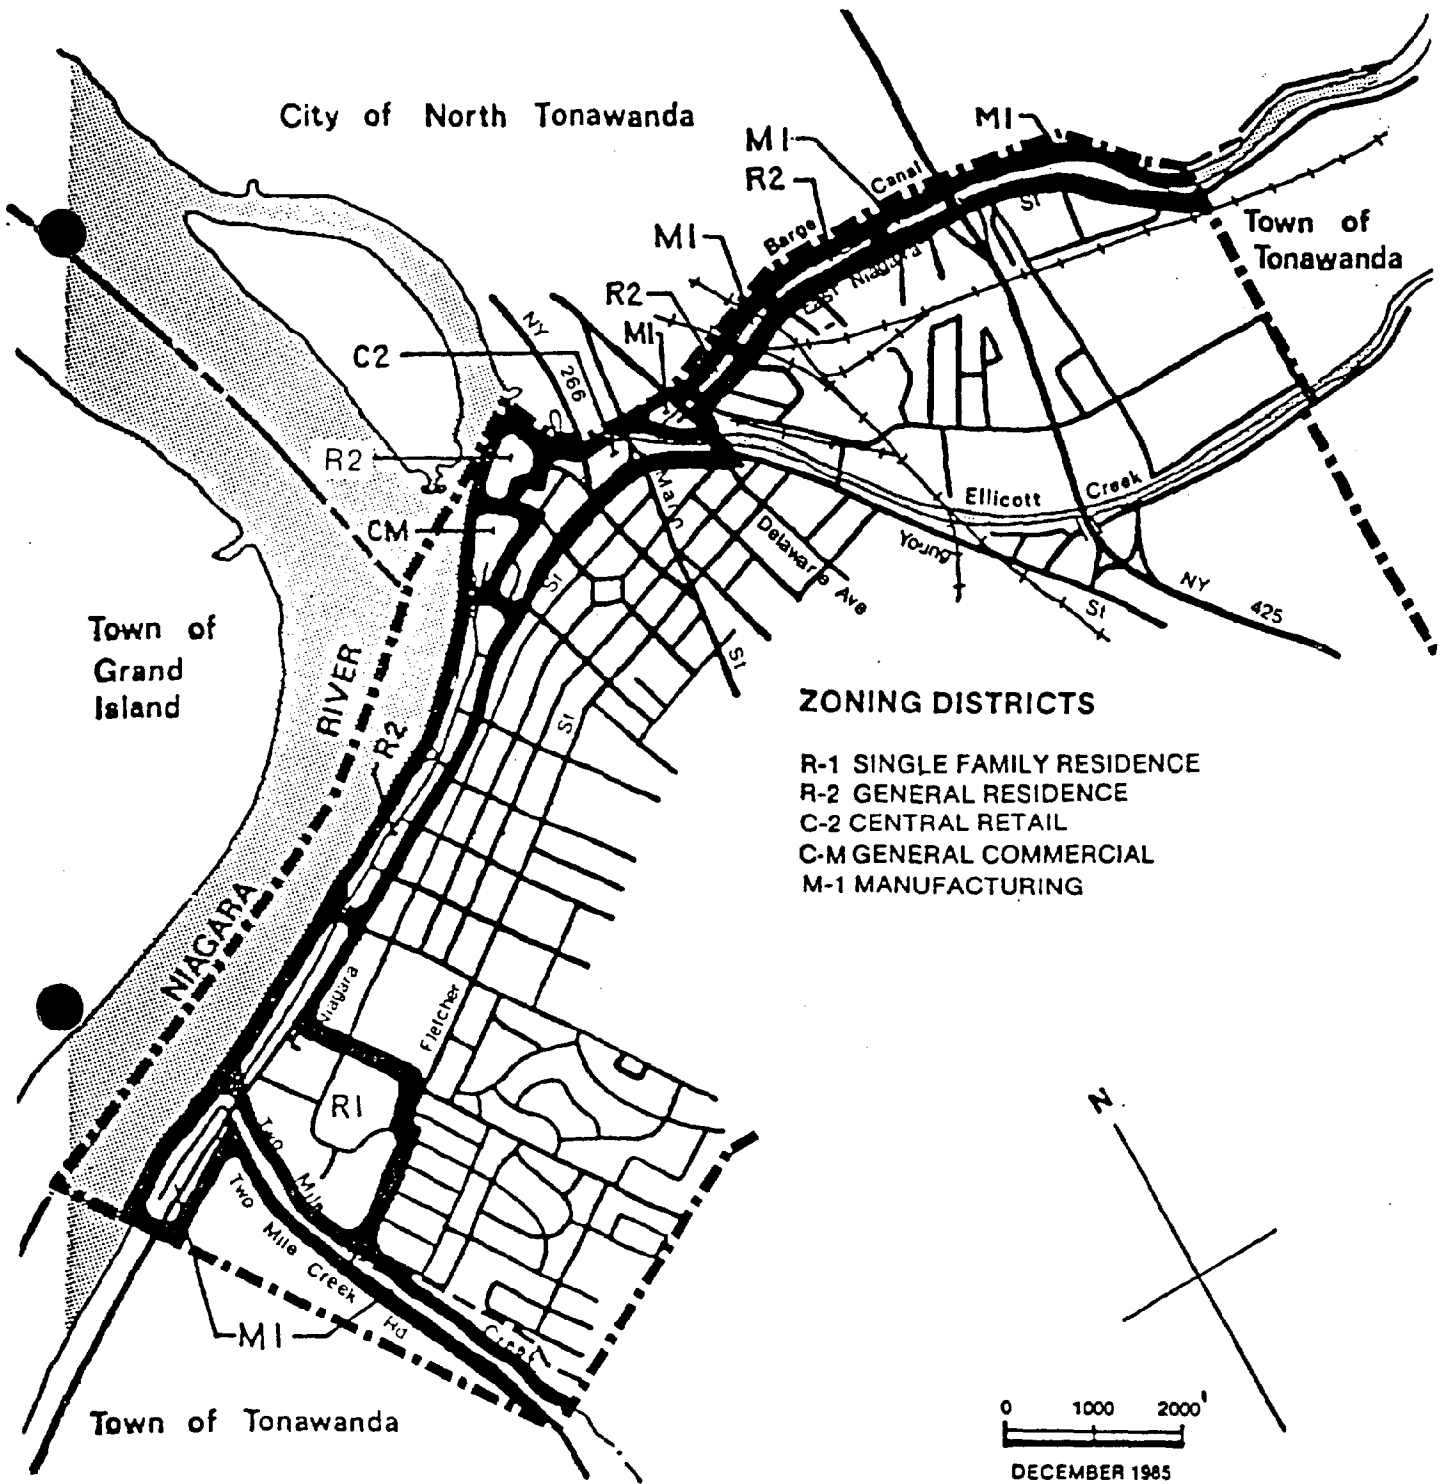 City of North Tonawanda
M1
M1
R2
Canal
Barge
St
Town of
Tonawanda
M1
East Niagara
R2
M1
NY
266
C2
R2
CM
Main
St
Delaware Ave
Ellicott Creek
Young
St
NY
425
St
St
Town of
Grand
Island
RIVER
R2
NIAGARA
ZONING DISTRICTS
R-1 SINGLE FAMILY RESIDENCE
R-2 GENERAL RESIDENCE
C-2 CENTRAL RETAIL
C-M GENERAL COMMERCIAL
M-1 MANUFACTURING
Niagara
Fletcher
R1
Two Mile
Creek
Two Mile Creek Rd
M1
Town of Tonawanda
N
0 1000 2000'
DECEMBER 1985